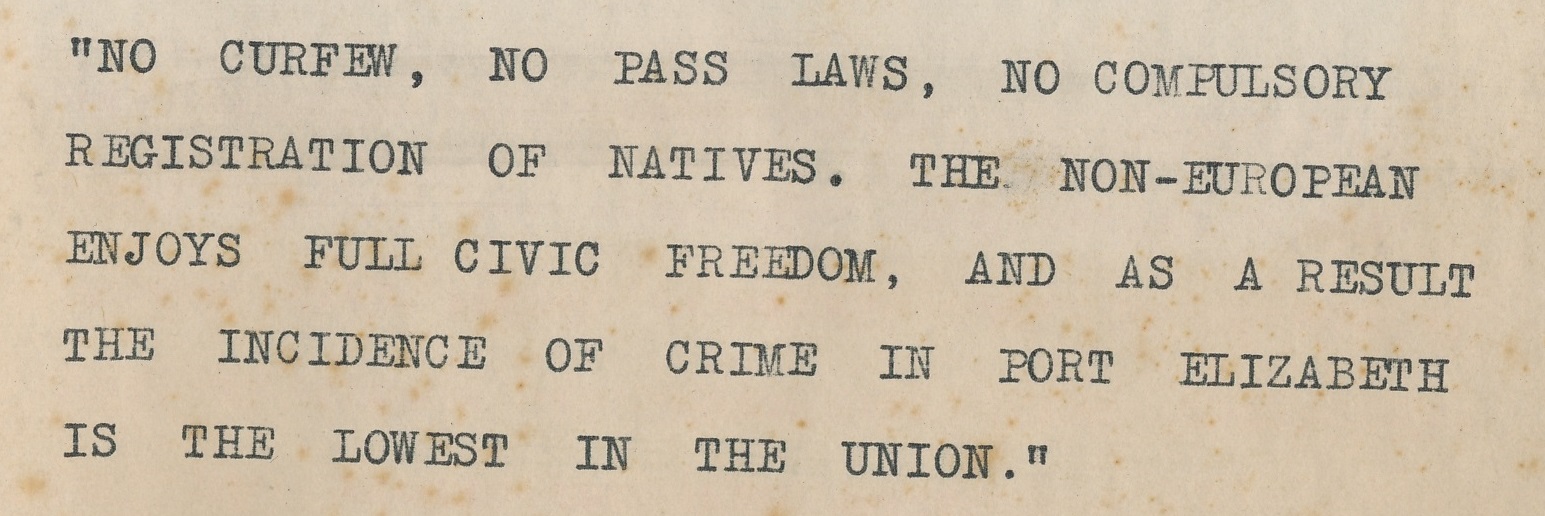 "NO CURFEW, NO PASS LAWS, NO COMPULSORY
REGISTRATION OF NATIVES. THE NON-EUROPEAN
ENJOYS FULL CIVIC FREEDOM, AND AS A RESULT
THE INCIDENCE OF CRIME IN PORT ELIZABETH
IS THE LOWEST IN THE UNION."